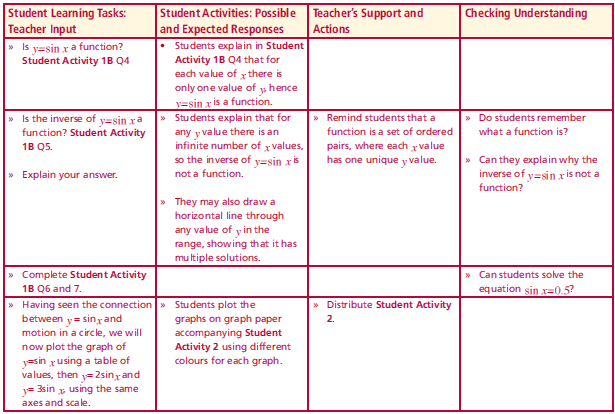 Student Learning Tasks:
Teacher Input
Student Activities: Possible
and Expected Responses
Teacher's Support and
Actions
Checking Understanding
» Is y=sin x a function?
Student Activity 1B Q4
• Students explain in Student
Activity 1B Q4 that for
each value of x there is
only one value of y, hence
y=sin x is a function.
» Is the inverse of y=sin x a
function? Student Activity
1B Q5.
» Explain your answer.
» Students explain that for
any y value there is an
infinite number of x values,
so the inverse of y=sin x is
not a function.
» They may also draw a
horizontal line through
any value of y in the
range, showing that it has
multiple solutions.
» Remind students that a
function is a set of ordered
pairs, where each x value
has one unique y value.
» Do students remember
what a function is?
» Can they explain why the
inverse of y=sin x is not a
function?
» Complete Student Activity
1B Q6 and 7.
» Can students solve the
equation sin x=0.5?
» Having seen the connection
between y = sinx and
motion in a circle, we will
now plot the graph of
y=sin x using a table of
values, then y= 2sinx and
y= 3sin x, using the same
axes and scale.
» Students plot the
graphs on graph paper
accompanying Student
Activity 2 using different
colours for each graph.
» Distribute Student Activity
2.